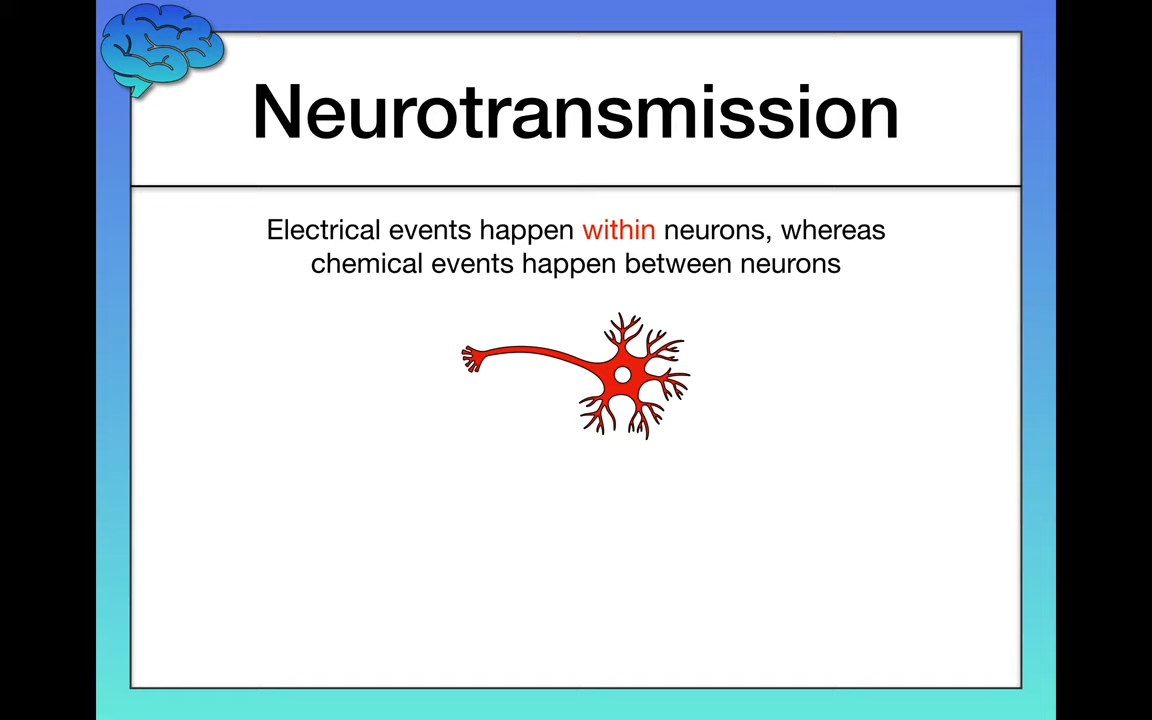 Neurotransmission
Electrical events happen within neurons, whereas
chemical events happen between neurons